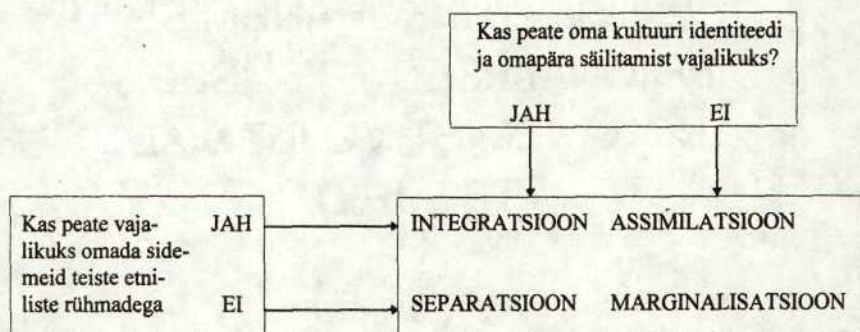 Kas peate oma kultuuri identiteedi
ja omapära säilitamist vajalikuks?
JAH EI
Kas peate vaja-
likuks omada side-
meid teiste etni-
liste rühmadega
JAH
EI
INTEGRATSIOON ASSIMILATSIOON
SEPARATSIOON MARGINALISATSIOON